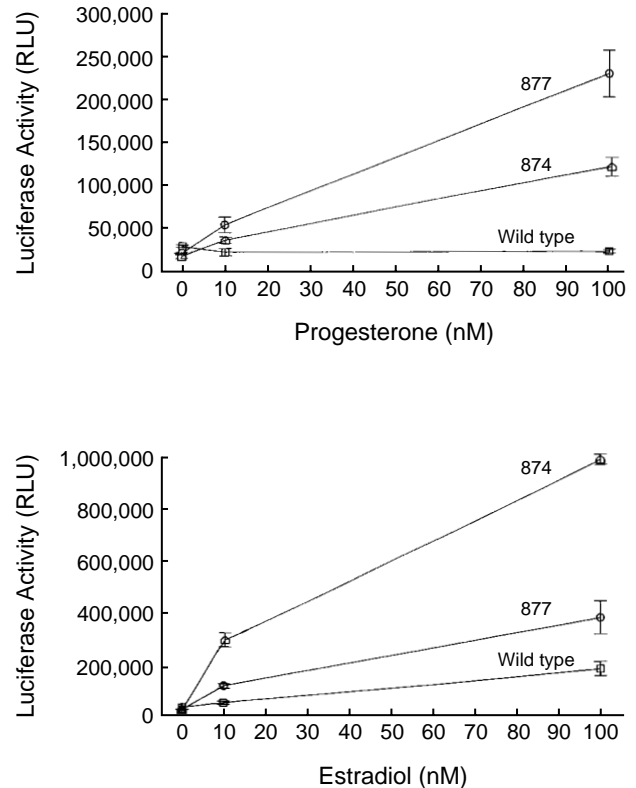 Luciferase Activity (RLU)
300,000
250,000
200,000
150,000
100,000
50,000
0
877
874
Wild type
0 10 20 30 40 50 60 70 80 90 100
Progesterone (nM)
Luciferase Activity (RLU)
1,000,000
800,000
600,000
400,000
200,000
0
874
877
Wild type
0 10 20 30 40 50 60 70 80 90 100
Estradiol (nM)